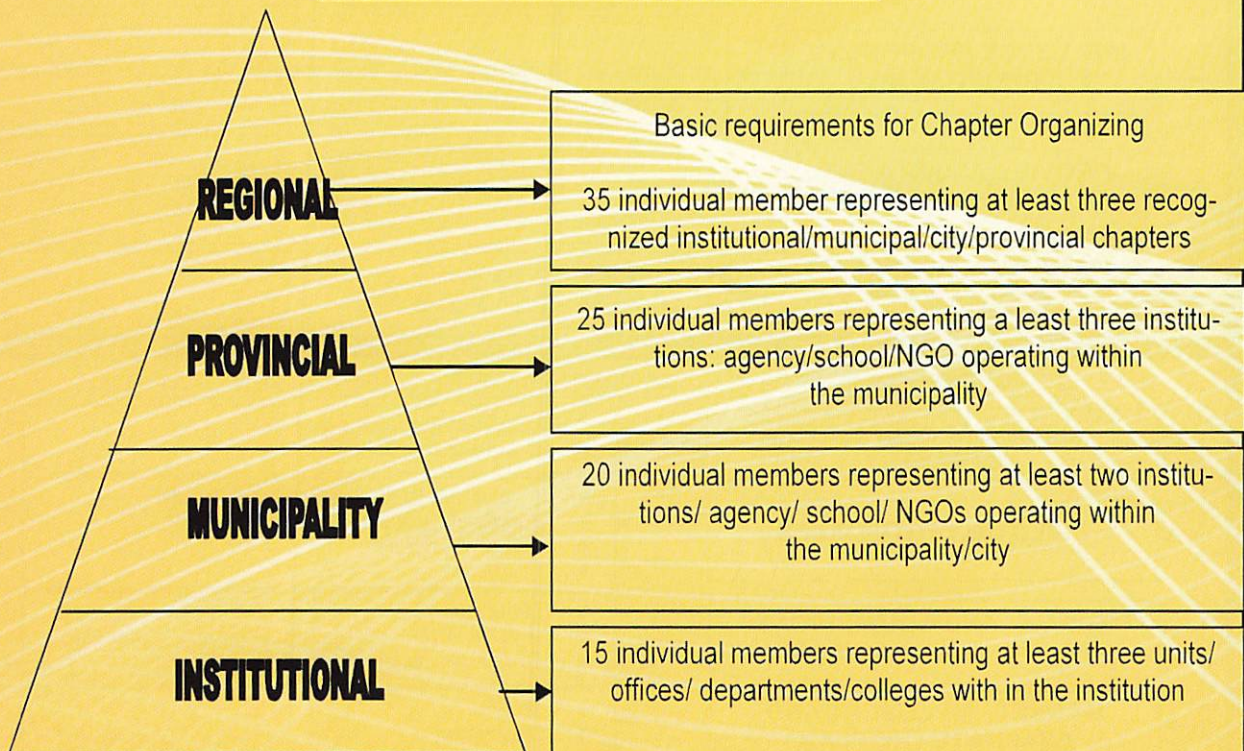 Basic requirements for Chapter Organizing
REGIONAL
35 individual member representing at least three recog-
nized institutional/municipal/city/provincial chapters
PROVINCIAL
25 individual members representing a least three institu-
tions: agency/school/NGO operating within
the municipality
MUNICIPALITY
20 individual members representing at least two institu-
tions/ agency/ school/ NGOs operating within
the municipality/city
INSTITUTIONAL
15 individual members representing at least three units/
offices/ departments/colleges with in the institution